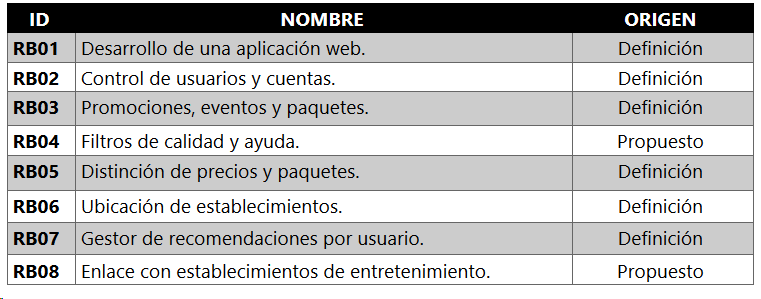 ID NOMBRE ORIGEN
RB01 Desarrollo de una aplicación web. Definición
RB02 Control de usuarios y cuentas. Definición
RB03 Promociones, eventos y paquetes. Definición
RB04 Filtros de calidad y ayuda. Propuesto
RB05 Distinción de precios y paquetes. Definición
RB06 Ubicación de establecimientos. Definición
RB07 Gestor de recomendaciones por usuario. Definición
RB08 Enlace con establecimientos de entretenimiento. Propuesto